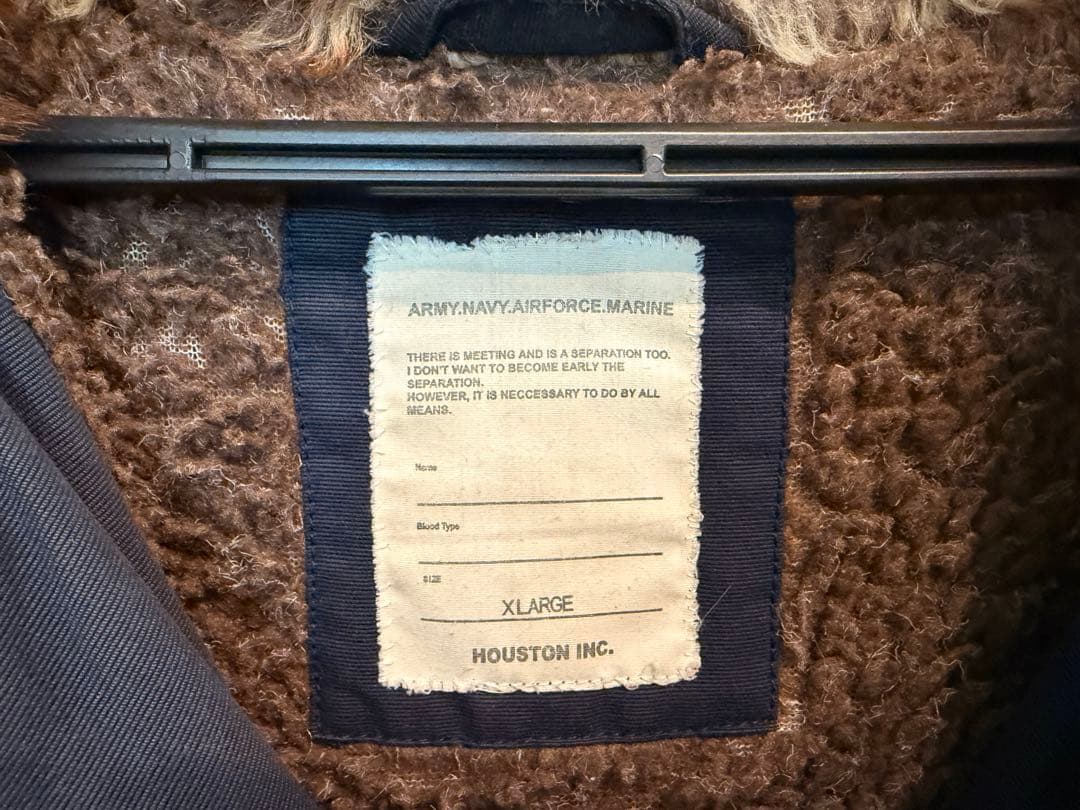 ARMY.NAVY.AIRFORCE.MARINE
THERE IS MEETING AND IS A SEPARATION TOO.
I DON'T WANT TO BECOME EARLY THE
SEPARATION.
HOWEVER, IT IS NECCESSARY TO DO BY ALL
MEANS.
Name
Blood Type
SIZE
XLARGE
HOUSTON INC.